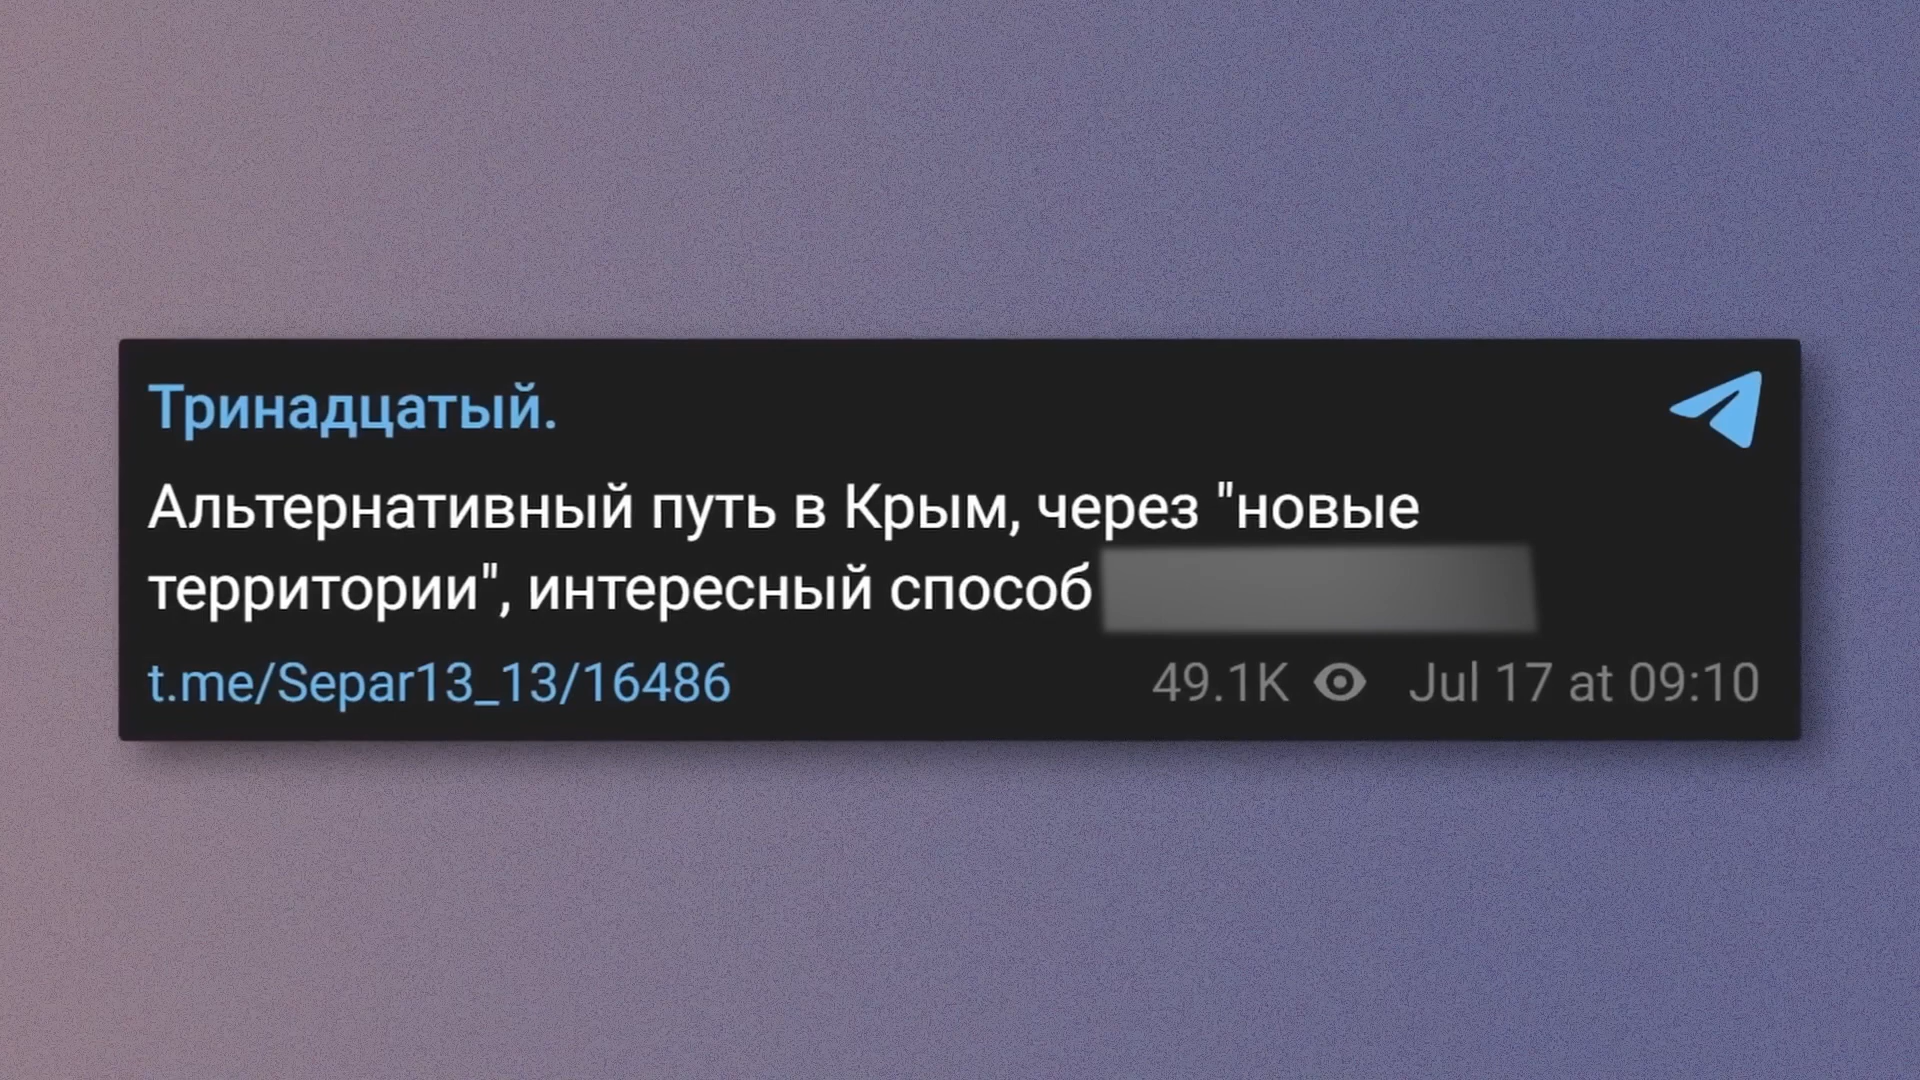 Тринадцатый.
Альтернативный путь в Крым, через "новые
территории", интересный способ
t.me/Separ13_13/16486
49.1K Jul 17 at 09:10